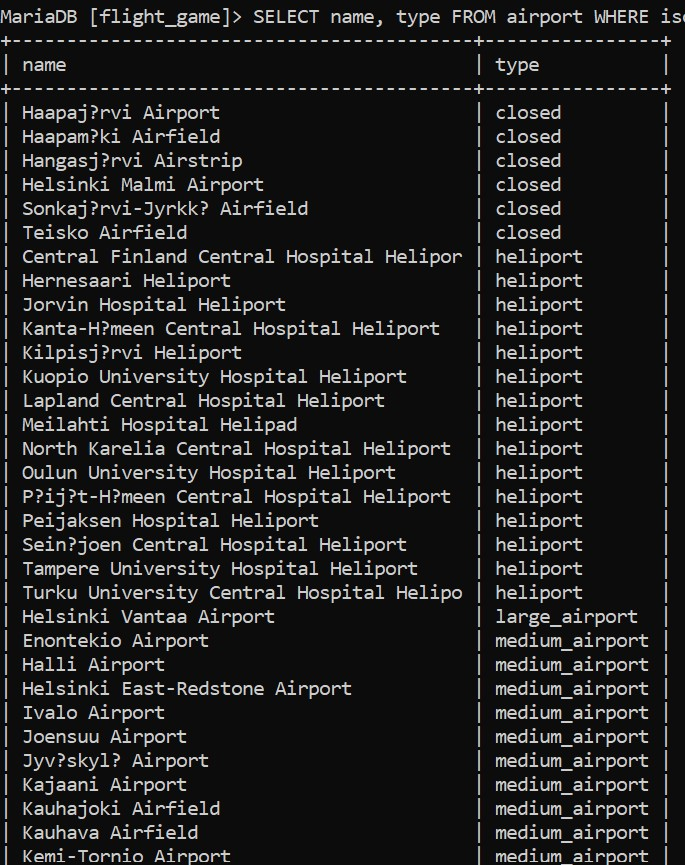 MariaDB [flight_game]> SELECT name, type FROM airport WHERE
+------------------------------------------+----------------+
| name | type |
+------------------------------------------+----------------+
| Haapaj?rvi Airport | closed |
| Haapam?ki Airfield | closed |
| Hangasj?rvi Airstrip | closed |
| Helsinki Malmi Airport | closed |
| Sonkaj?rvi-Jyrkk? Airfield | closed |
| Teisko Airfield | closed |
| Central Finland Central Hospital Helipor | heliport |
| Hernesaari Heliport | heliport |
| Jorvin Hospital Heliport | heliport |
| Kanta-H?meen Central Hospital Heliport | heliport |
| Kilpisj?rvi Heliport | heliport |
| Kuopio University Hospital Heliport | heliport |
| Lapland Central Hospital Heliport | heliport |
| Meilahti Hospital Helipad | heliport |
| North Karelia Central Hospital Heliport | heliport |
| Oulun University Hospital Heliport | heliport |
| P?ij?t-H?meen Central Hospital Heliport | heliport |
| Peijaksen Hospital Heliport | heliport |
| Sein?joen Central Hospital Heliport | heliport |
| Tampere University Hospital Heliport | heliport |
| Turku University Central Hospital Helipo | heliport |
| Helsinki Vantaa Airport | large_airport |
| Enontekio Airport | medium_airport |
| Halli Airport | medium_airport |
| Helsinki East-Redstone Airport | medium_airport |
| Ivalo Airport | medium_airport |
| Joensuu Airport | medium_airport |
| Jyv?skyl? Airport | medium_airport |
| Kajaani Airport | medium_airport |
| Kauhajoki Airfield | medium_airport |
| Kauhava Airfield | medium_airport |
| Kemi-Tornio Airport | medium_airport |